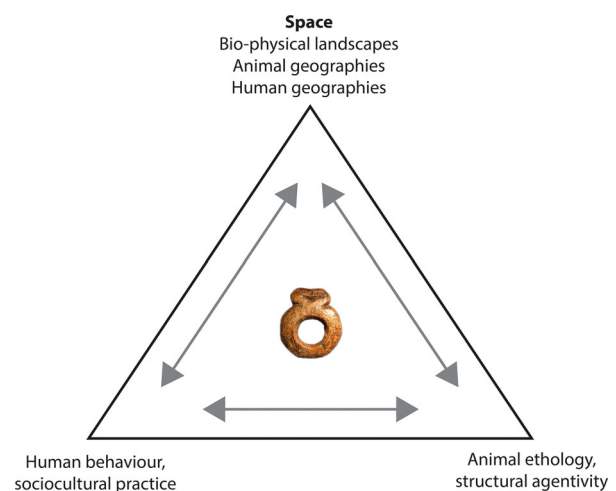 Space
Bio-physical landscapes
Animal geographies
Human geographies
Human behaviour,
sociocultural practice
Animal ethology,
structural agentivity